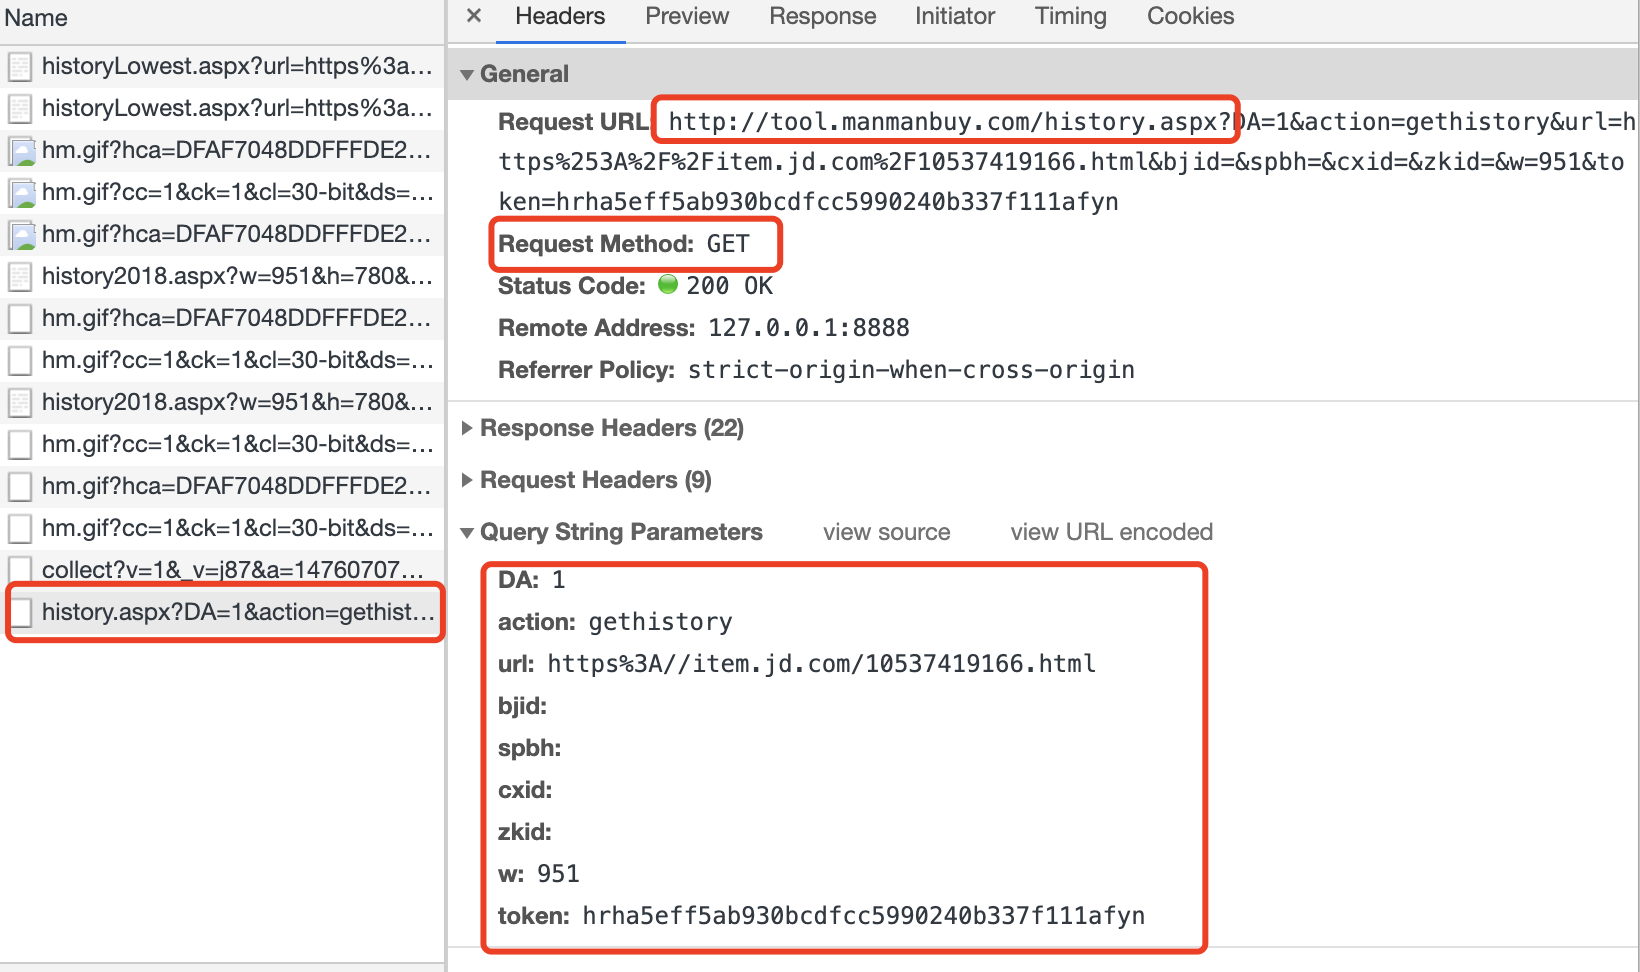 Name
historyLowest.aspx?url=https%3a...
historyLowest.aspx?url=https%3a...
hm.gif?hca=DFAF7048DDFFFDE2...
hm.gif?cc=1&ck=1&cl=30-bit&ds=...
hm.gif?hca=DFAF7048DDFFFDE2...
history2018.aspx?w=951&h=780&...
hm.gif?hca=DFAF7048DDFFFDE2...
hm.gif?cc=1&ck=1&cl=30-bit&ds=...
history2018.aspx?w=951&h=780&...
hm.gif?cc=1&ck=1&cl=30-bit&ds=...
hm.gif?hca=DFAF7048DDFFFDE2...
hm.gif?cc=1&ck=1&cl=30-bit&ds=...
collect?v=1&_v=j87&a=14760707...
history.aspx?DA=1&action=gethist...
× Headers Preview Response Initiator Timing Cookies
General
Request URL: http://tool.manmanbuy.com/history.aspx?DA=1&action=gethistory&url=h
ttps%253A%2F%2Fitem.jd.com%2F10537419166.html&bjid=&spbh=&cxid=&zkid=&w=951&to
ken=hrha5eff5ab930bcdfcc5990240b337f111afyn
Request Method: GET
Status Code: 200 OK
Remote Address: 127.0.0.1:8888
Referrer Policy: strict-origin-when-cross-origin
Response Headers (22)
Request Headers (9)
Query String Parameters view source view URL encoded
DA: 1
action: gethistory
url: https%3A//item.jd.com/10537419166.html
bjid:
spbh:
cxid:
zkid:
w: 951
token: hrha5eff5ab930bcdfcc5990240b337f111afyn